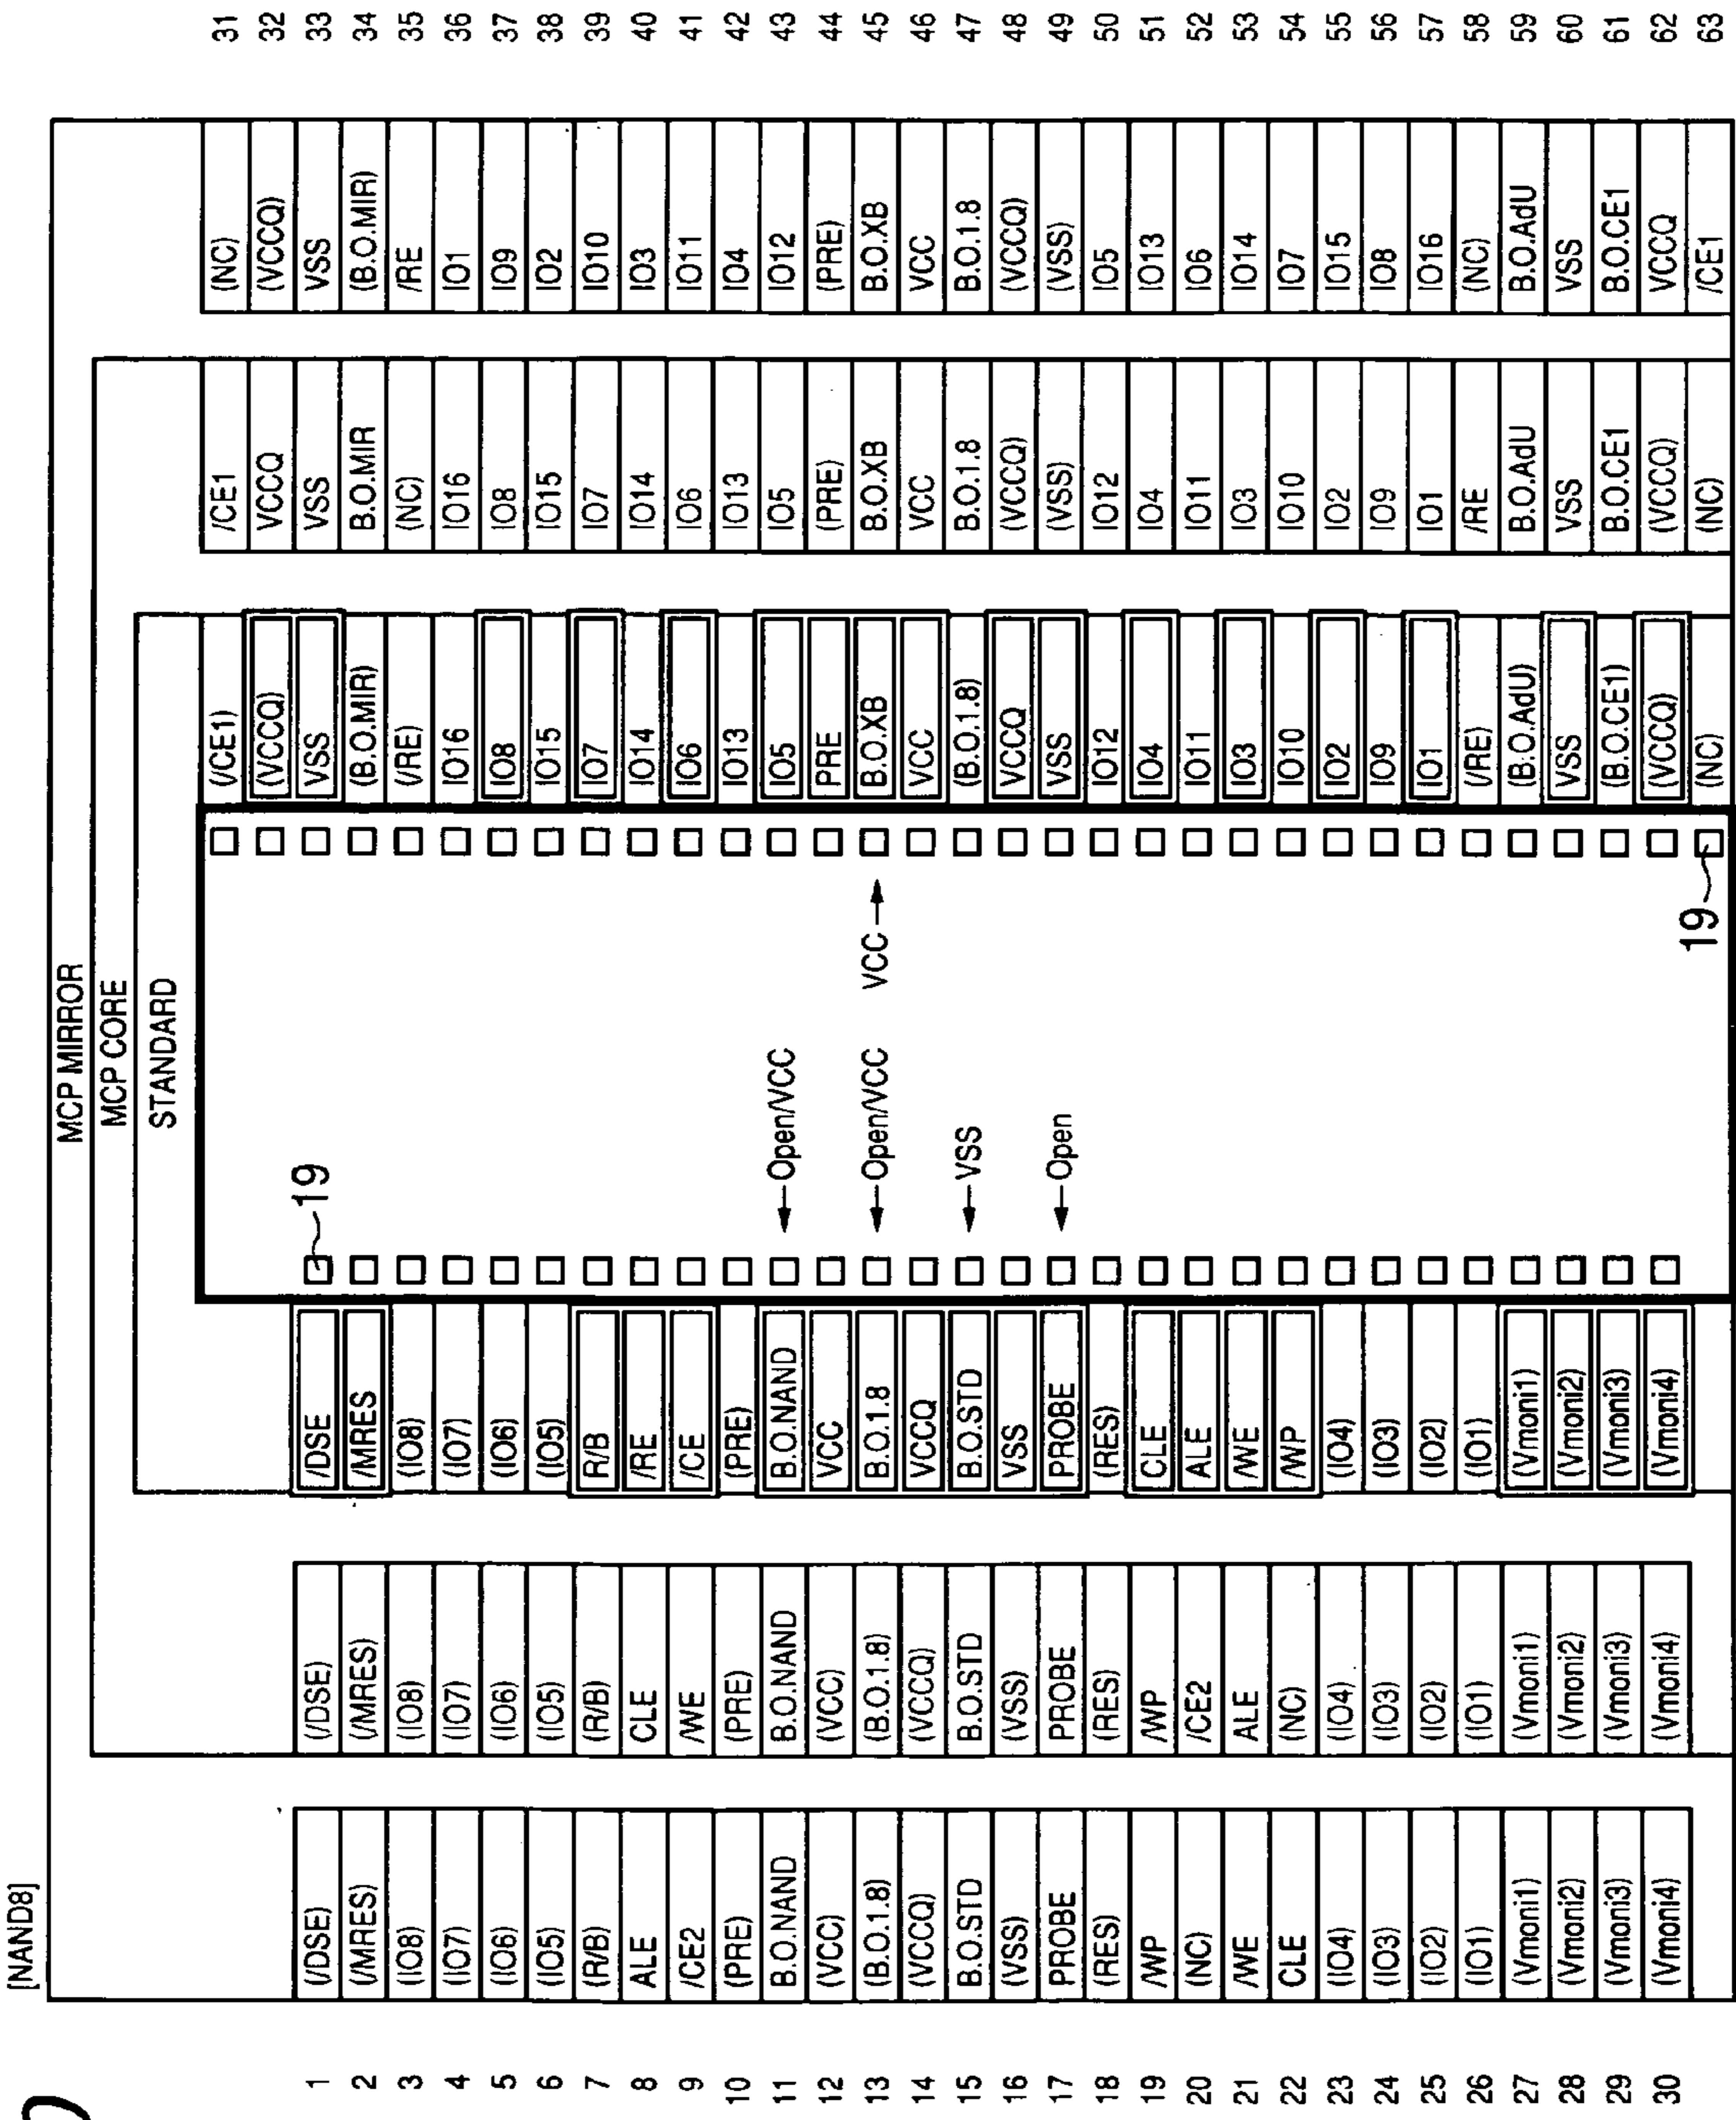 [NAND8]
MCP MIRROR
MCP CORE
STANDARD
(/CE1) /CE1 (NC) 31
(VCCQ) VCCQ (VCCQ) 32
1 (/DSE) (/DSE) /DSE 19 VSS VSS VSS 33
2 (/MRES) (/MRES) /MRES (B.O.MIR) B.O.MIR (B.O.MIR) 34
3 (IO8) (IO8) (IO8) (/RE) (NC) /RE 35
4 (IO7) (IO7) (IO7) IO16 IO16 IO1 36
5 (IO6) (IO6) (IO6) IO8 IO8 IO9 37
6 (IO5) (IO5) (IO5) IO15 IO15 IO2 38
7 (R/B) (R/B) R/B IO7 IO7 IO10 39
8 ALE CLE /RE IO14 IO14 IO3 40
9 /CE2 /WE /CE IO6 IO6 IO11 41
10 (PRE) (PRE) (PRE) IO13 IO13 IO4 42
11 B.O.NAND B.O.NAND B.O.NAND Open/VCC IO5 IO5 IO12 43
12 (VCC) (VCC) VCC PRE (PRE) (PRE) 44
13 (B.O.1.8) (B.O.1.8) B.O.1.8 Open/VCC VCC B.O.XB B.O.XB B.O.XB 45
14 (VCCQ) (VCCQ) VCCQ VCC VCC VCC 46
15 B.O.STD B.O.STD B.O.STD VSS (B.O.1.8) B.O.1.8 B.O.1.8 47
16 (VSS) (VSS) VSS VCCQ (VCCQ) (VCCQ) 48
17 PROBE PROBE PROBE Open VSS (VSS) (VSS) 49
18 (RES) (RES) (RES) IO12 IO12 IO5 50
19 /WP /WP CLE IO4 IO4 IO13 51
20 (NC) /CE2 ALE IO11 IO11 IO6 52
21 /WE ALE /WE IO3 IO3 IO14 53
22 CLE (NC) /WP IO10 IO10 IO7 54
23 (IO4) (IO4) (IO4) IO2 IO2 IO15 55
24 (IO3) (IO3) (IO3) IO9 IO9 IO8 56
25 (IO2) (IO2) (IO2) IO1 IO1 IO16 57
26 (IO1) (IO1) (IO1) (/RE) /RE (NC) 58
27 (Vmoni1) (Vmoni1) (Vmoni1) (B.O.AdU) B.O.AdU B.O.AdU 59
28 (Vmoni2) (Vmoni2) (Vmoni2) VSS VSS VSS 60
29 (Vmoni3) (Vmoni3) (Vmoni3) (B.O.CE1) B.O.CE1 B.O.CE1 61
30 (Vmoni4) (Vmoni4) (Vmoni4) (VCCQ) (VCCQ) VCCQ 62
19 (NC) (NC) /CE1 63